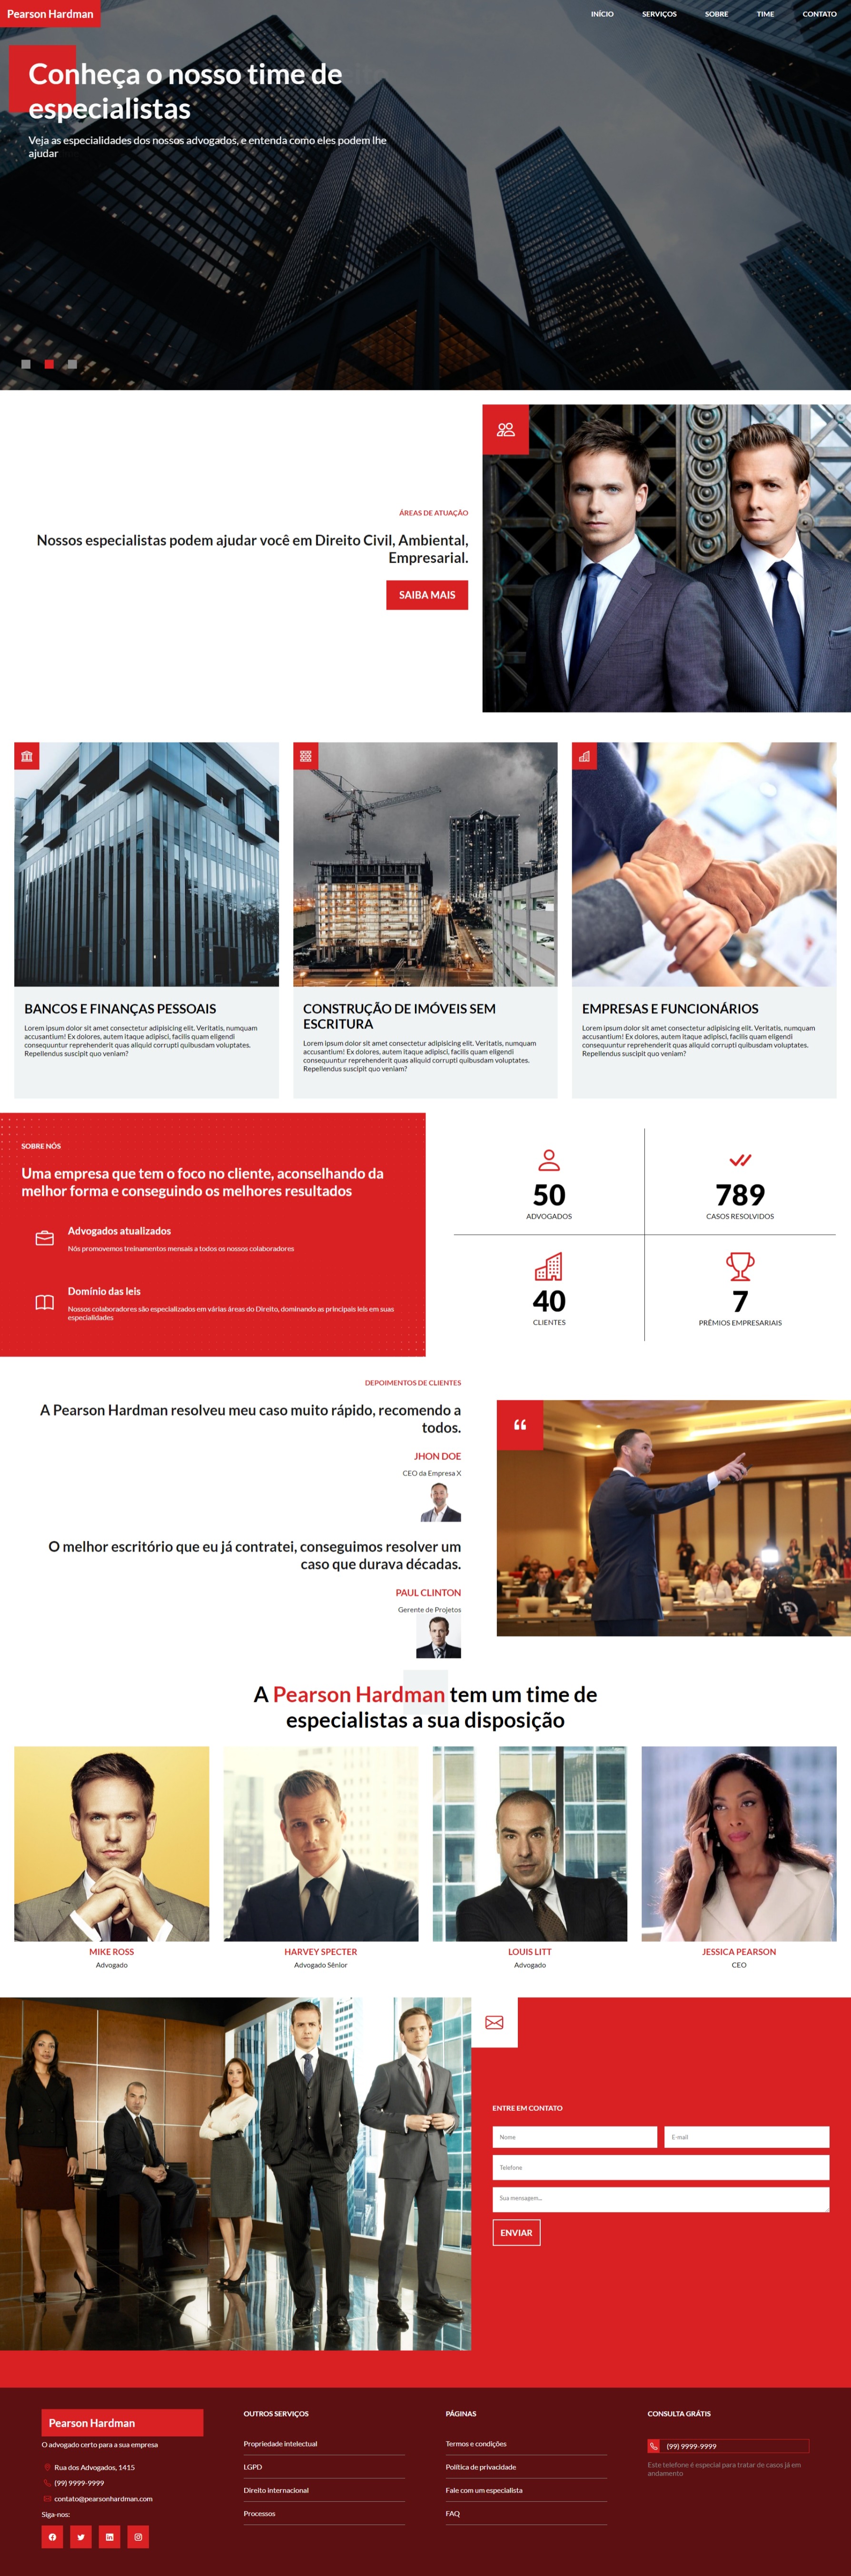 Pearson Hardman
INÍCIO
SERVIÇOS
SOBRE
TIME
CONTATO
Conheça o nosso time de
especialistas
Veja as especialidades dos nossos advogados, e entenda como eles podem lhe
ajudar
ÁREAS DE ATUAÇÃO
Nossos especialistas podem ajudar você em Direito Civil, Ambiental,
Empresarial.
SAIBA MAIS
BANCOS E FINANÇAS PESSOAIS
Lorem ipsum dolor sit amet consectetur adipisicing elit. Veritatis, numquam
accusantium! Ex dolores, autem itaque adipisci, facilis quam eligendi
consequuntur reprehenderit quas aliquid corrupti quibusdam voluptates.
Repellendus suscipit quo veniam?
CONSTRUÇÃO DE IMÓVEIS SEM
ESCRITURA
Lorem ipsum dolor sit amet consectetur adipisicing elit. Veritatis, numquam
accusantium! Ex dolores, autem itaque adipisci, facilis quam eligendi
consequuntur reprehenderit quas aliquid corrupti quibusdam voluptates.
Repellendus suscipit quo veniam?
EMPRESAS E FUNCIONÁRIOS
Lorem ipsum dolor sit amet consectetur adipisicing elit. Veritatis, numquam
accusantium! Ex dolores, autem itaque adipisci, facilis quam eligendi
consequuntur reprehenderit quas aliquid corrupti quibusdam voluptates.
Repellendus suscipit quo veniam?
SOBRE NÓS
Uma empresa que tem o foco no cliente, aconselhando da
melhor forma e conseguindo os melhores resultados
Advogados atualizados
Nós promovemos treinamentos mensais a todos os nossos colaboradores
Domínio das leis
Nossos colaboradores são especializados em várias áreas do Direito, dominando as principais leis em suas
especialidades
50
ADVOGADOS
789
CASOS RESOLVIDOS
40
CLIENTES
7
PRÊMIOS EMPRESARIAIS
DEPOIMENTOS DE CLIENTES
A Pearson Hardman resolveu meu caso muito rápido, recomendo a
todos.
JHON DOE
CEO da Empresa X
O melhor escritório que eu já contratei, conseguimos resolver um
caso que durava décadas.
PAUL CLINTON
Gerente de Projetos
A Pearson Hardman tem um time de
especialistas a sua disposição
MIKE ROSS
Advogado
HARVEY SPECTER
Advogado Sênior
LOUIS LITT
Advogado
JESSICA PEARSON
CEO
ENTRE EM CONTATO
Nome
E-mail
Telefone
Sua mensagem...
ENVIAR
Pearson Hardman
O advogado certo para a sua empresa
Rua dos Advogados, 1415
(99) 9999-9999
contato@pearsonhardman.com
Siga-nos:
OUTROS SERVIÇOS
Propriedade intelectual
LGPD
Direito internacional
Processos
PÁGINAS
Termos e condições
Política de privacidade
Fale com um especialista
FAQ
CONSULTA GRÁTIS
(99) 9999-9999
Este telefone é especial para tratar de casos já em
andamento